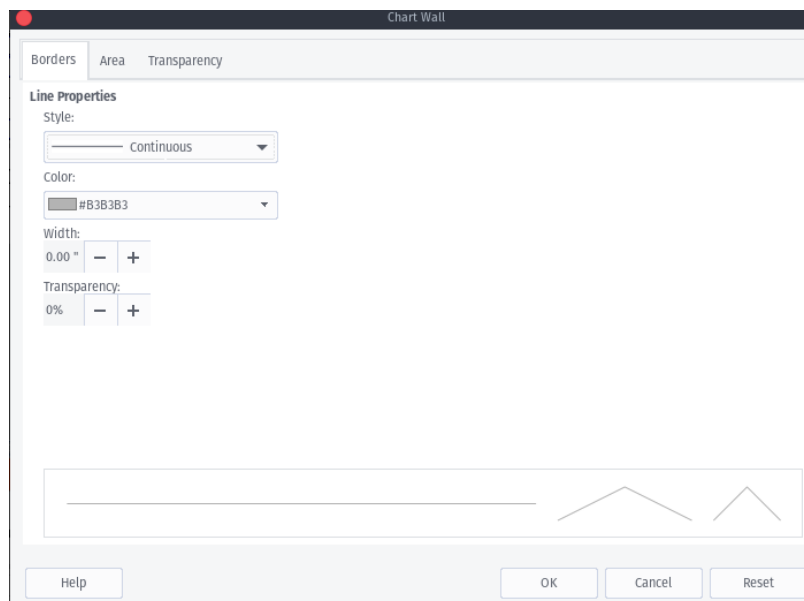 Chart Wall
Borders Area Transparency
Line Properties
Style:
Continuous
Color:
#B3B3B3
Width:
0.00 " − +
Transparency:
0% − +
Help OK Cancel Reset